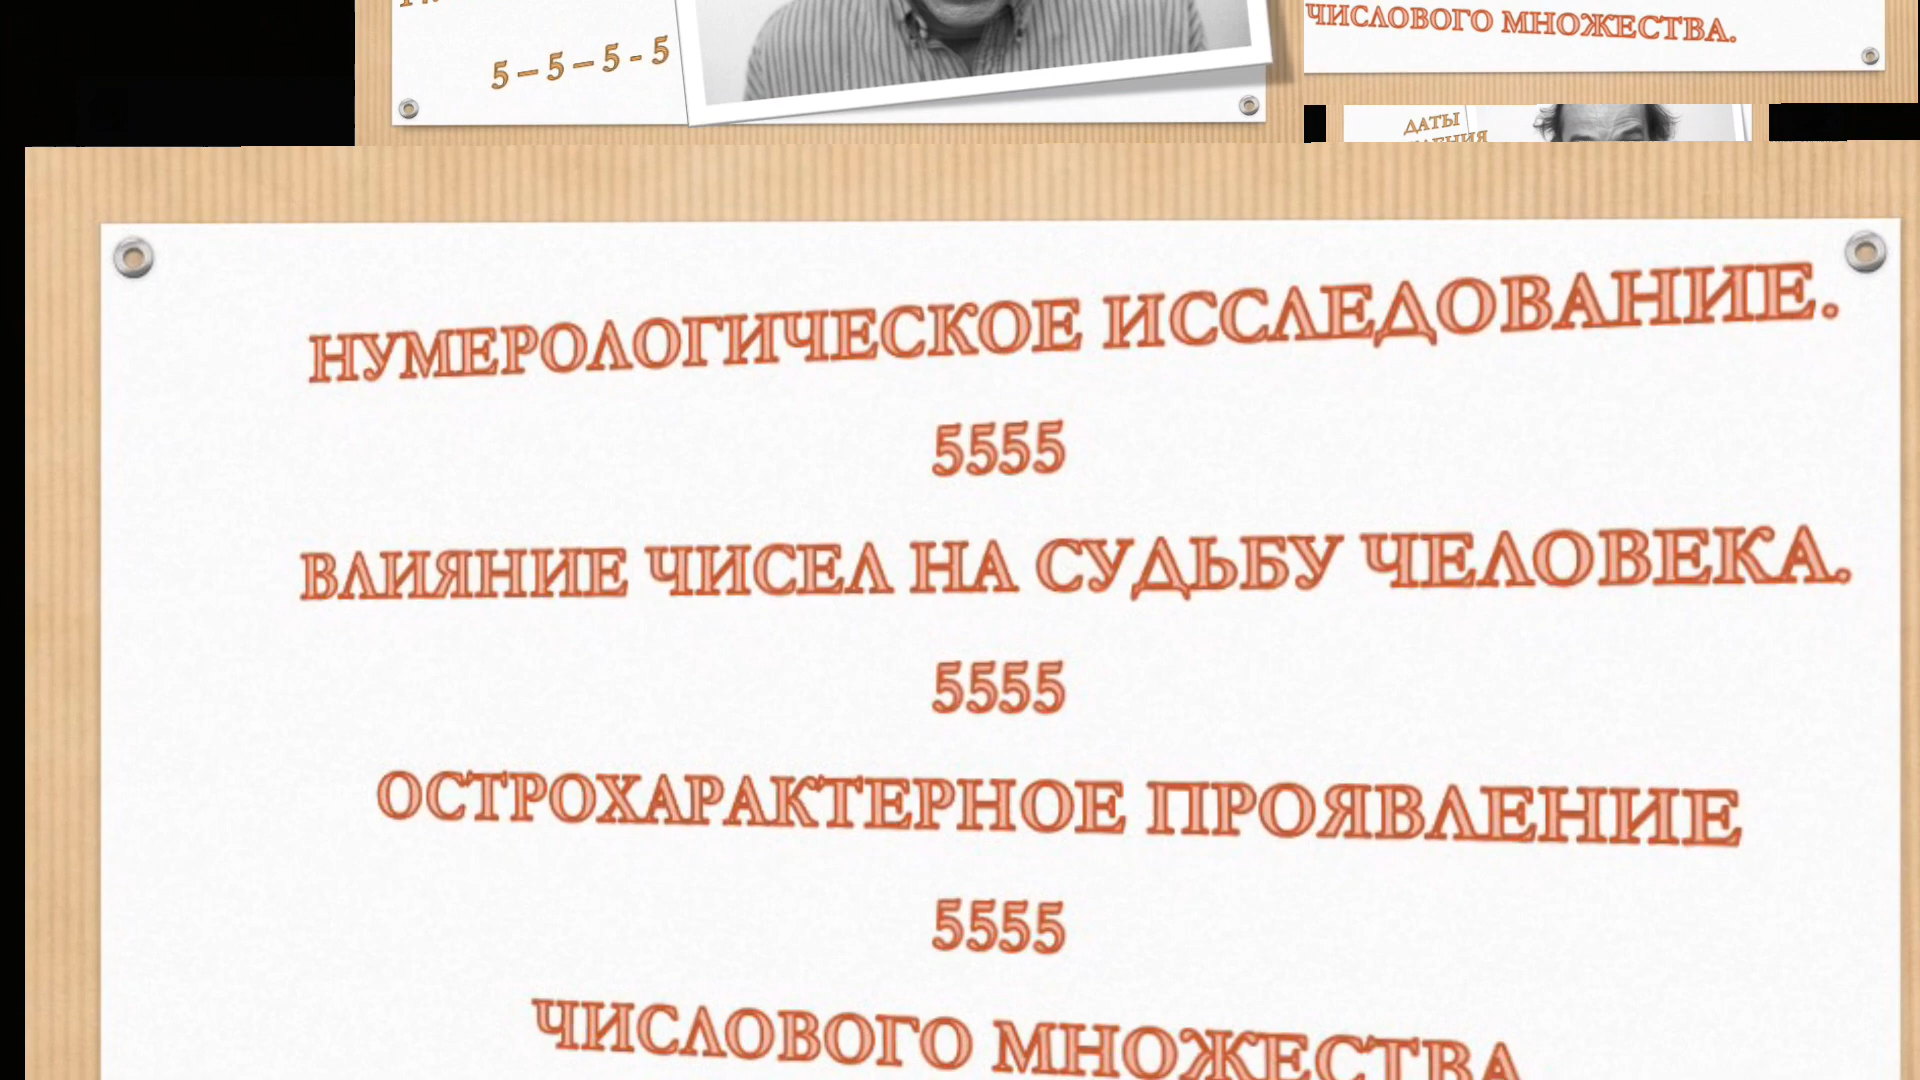 5 – 5 – 5 - 5
ЧИСЛОВОГО МНОЖЕСТВА.
ДАТЫ
НУМЕРОЛОГИЧЕСКОЕ ИССЛЕДОВАНИЕ.
5555
ВЛИЯНИЕ ЧИСЕЛ НА СУДЬБУ ЧЕЛОВЕКА.
5555
ОСТРОХАРАКТЕРНОЕ ПРОЯВЛЕНИЕ
5555
ЧИСЛОВОГО МНОЖЕСТВА